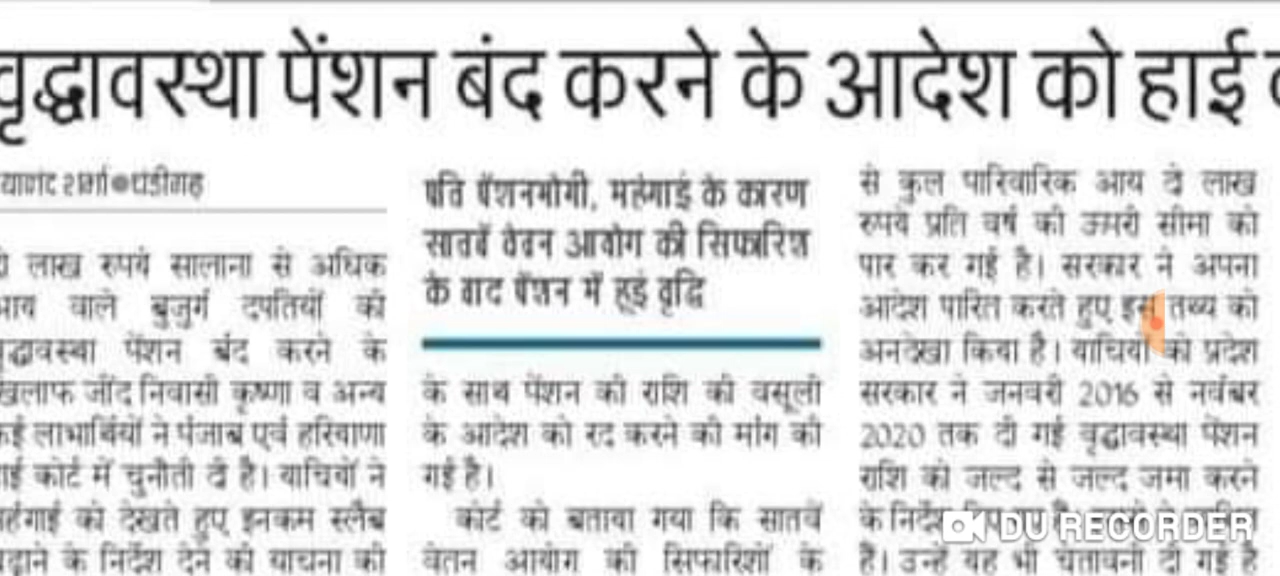 वृद्धावस्था पेंशन बंद करने के आदेश को हाई
शर्मा●चंडीगढ़
लाख रुपये सालाना से अधिक
आय वाले बुजुर्ग दंपतियों की
वृद्धावस्था पेंशन बंद करने के
खिलाफ जींद निवासी कृष्णा व अन्य
कई लाभार्थियों ने पंजाब एवं हरियाणा
हाई कोर्ट में चुनौती दी है। याचियों ने
महंगाई को देखते हुए इनकम स्लैब
बढ़ाने के निर्देश देने की याचना की
पति पेंशनभोगी, महंगाई के कारण
सातवें वेतन आयोग की सिफारिश
के बाद पेंशन में हुई वृद्धि
के साथ पेंशन की राशि की वसूली
के आदेश को रद करने की मांग की
गई है।
कोर्ट को बताया गया कि सातवें
वेतन आयोग की सिफारिशों के
से कुल पारिवारिक आय दो लाख
रुपये प्रति वर्ष की ऊपरी सीमा को
पार कर गई है। सरकार ने अपना
आदेश पारित करते हुए इस तथ्य को
अनदेखा किया है। याचियों को प्रदेश
सरकार ने जनवरी 2016 से नवंबर
2020 तक दी गई वृद्धावस्था पेंशन
राशि को जल्द से जल्द जमा करने
के
है। उन्हें यह भी चेतावनी दी गई है
DU RECORDER